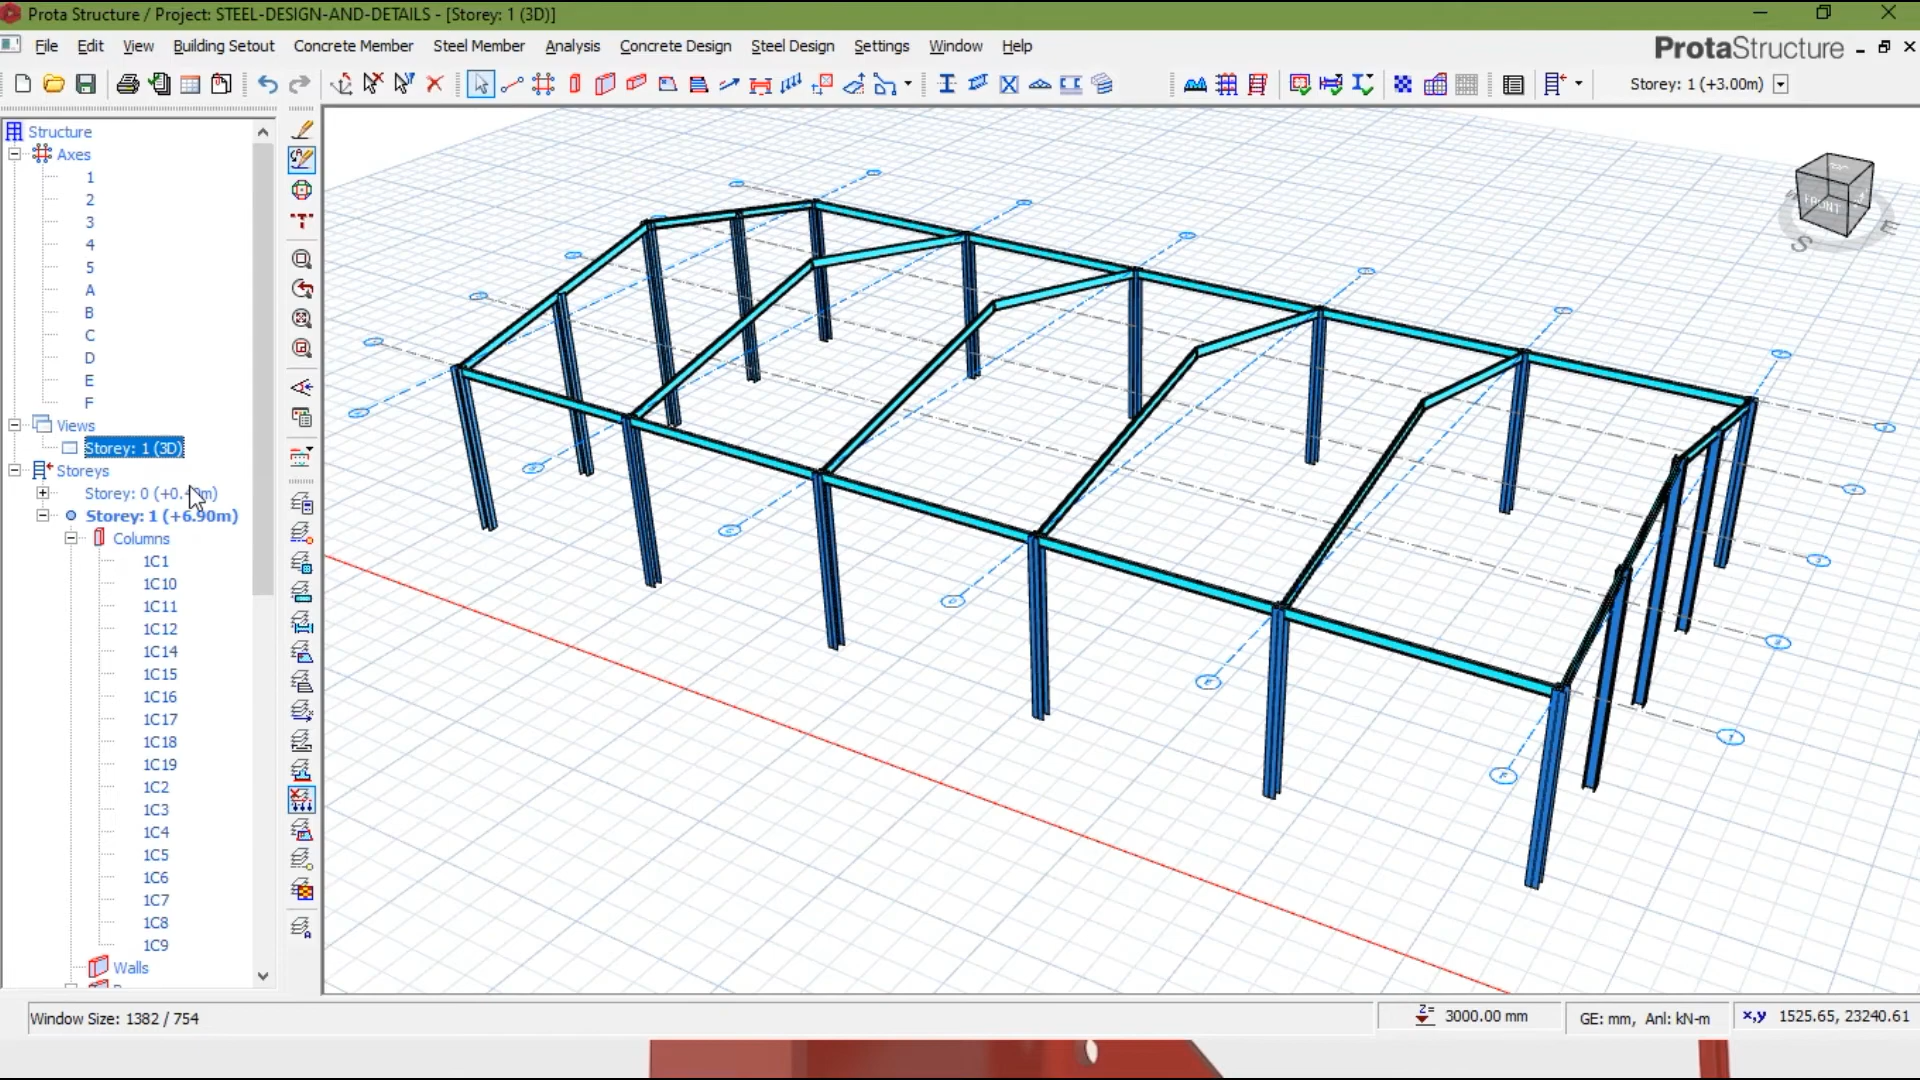 Prota Structure / Project: STEEL-DESIGN-AND-DETAILS - [Storey: 1 (3D)]
File Edit View Building Setout Concrete Member Steel Member Analysis Concrete Design Steel Design Settings Window Help
ProtaStructure
Storey: 1 (+3.00m)
Structure
Axes
1
2
3
4
5
A
B
C
D
E
F
Views
Storey: 1 (3D)
Storeys
Storey: 0 (+0. m)
Storey: 1 (+6.90m)
Columns
1C1
1C10
1C11
1C12
1C14
1C15
1C16
1C17
1C18
1C19
1C2
1C3
1C4
1C5
1C6
1C7
1C8
1C9
Walls
FRONT
S
E
F
1
Window Size: 1382 / 754
Z= 3000.00 mm
GE: mm, Anl: kN-m
x,y 1525.65, 23240.61